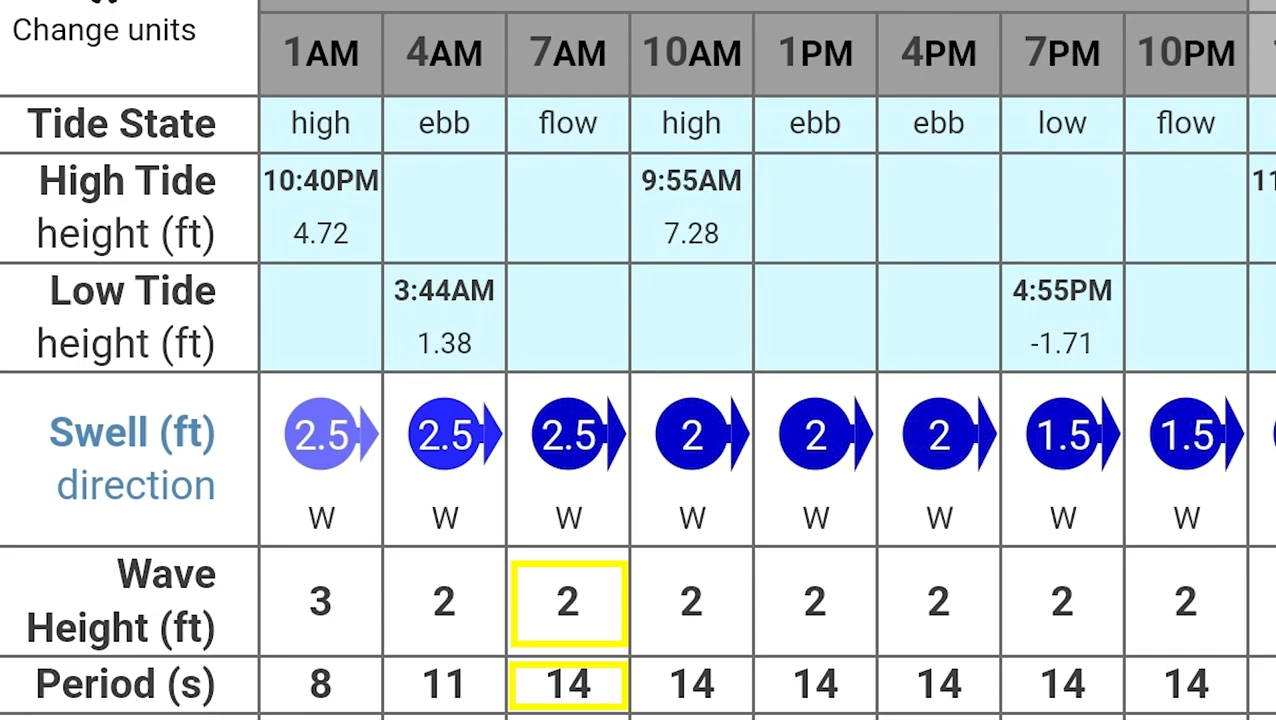 Change units
1AM 4AM 7AM 10AM 1PM 4PM 7PM 10PM
Tide State high ebb flow high ebb ebb low flow
High Tide 10:40PM 9:55AM
height (ft) 4.72 7.28
Low Tide 3:44AM 4:55PM
height (ft) 1.38 -1.71
Swell (ft) 2.5 2.5 2.5 2 2 2 1.5 1.5
direction
W W W W W W W W
Wave
Height (ft) 3 2 2 2 2 2 2 2
Period (s) 8 11 14 14 14 14 14 14